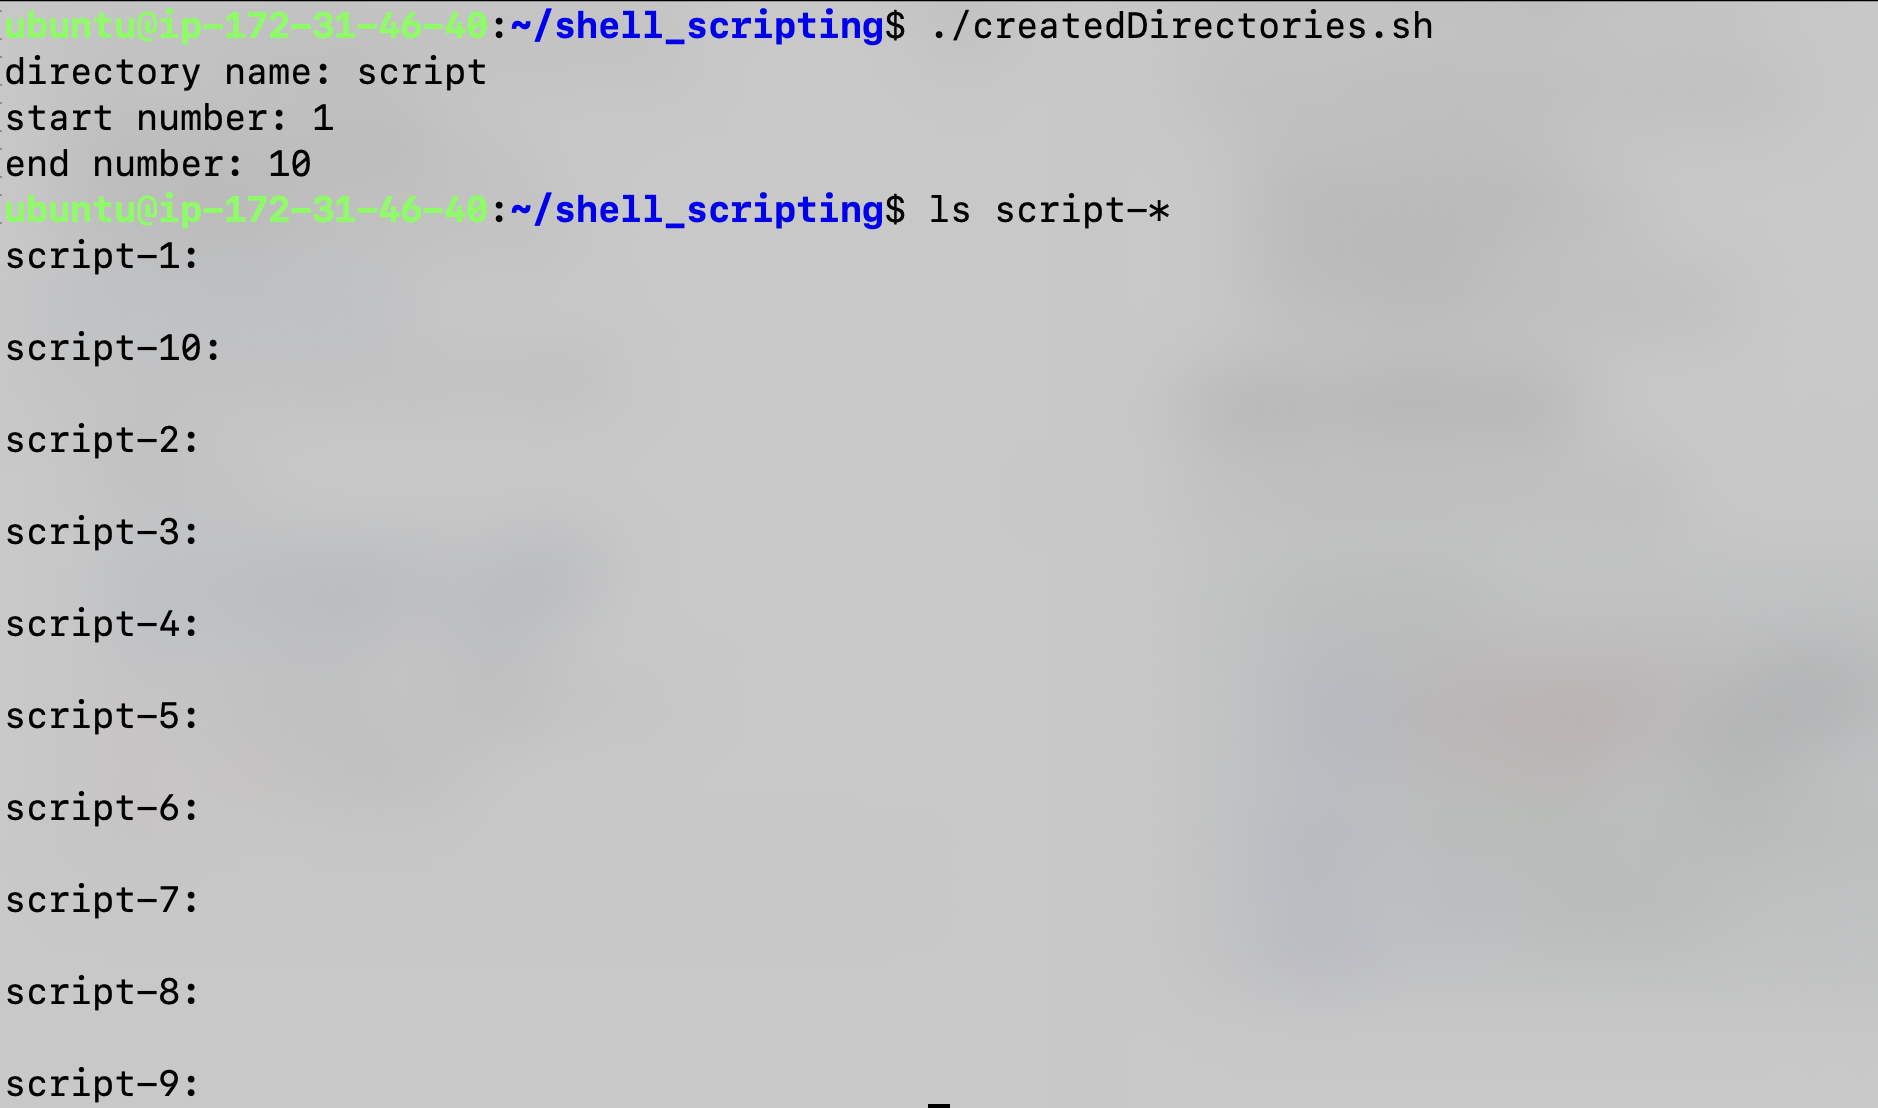 ubuntu@ip-172-31-46-40:~/shell_scripting$ ./createdDirectories.sh
directory name: script
start number: 1
end number: 10
ubuntu@ip-172-31-46-40:~/shell_scripting$ ls script-*
script-1:
script-10:
script-2:
script-3:
script-4:
script-5:
script-6:
script-7:
script-8:
script-9: